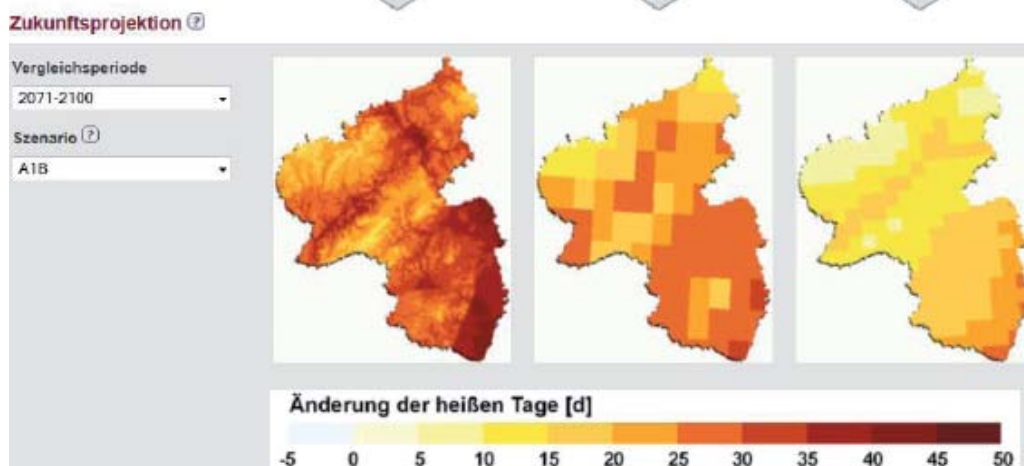 Zukunftsprojektion ?
Vergleichsperiode
2071-2100
Szenario ?
A1B
Änderung der heißen Tage [d]
-5 0 5 10 15 20 25 30 35 40 45 50